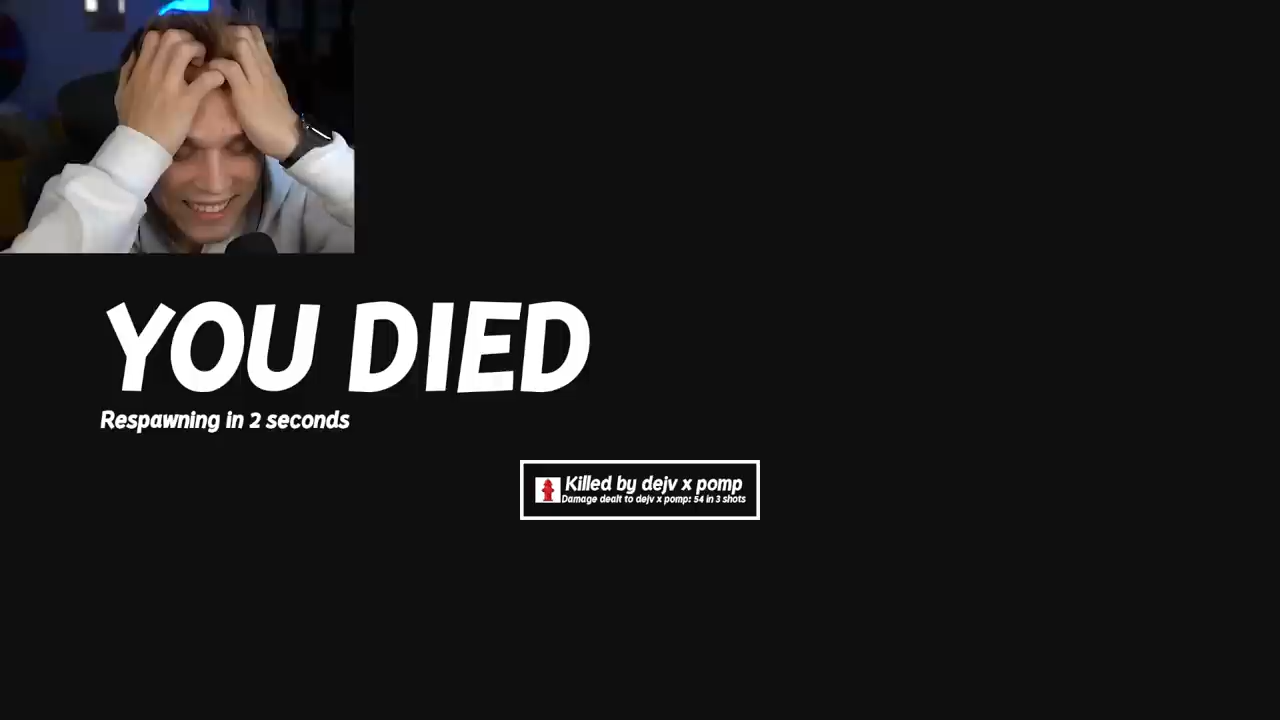 YOU DIED
Respawning in 2 seconds
Killed by dejv x pomp
Damage dealt to dejv x pomp: 54 in 3 shots